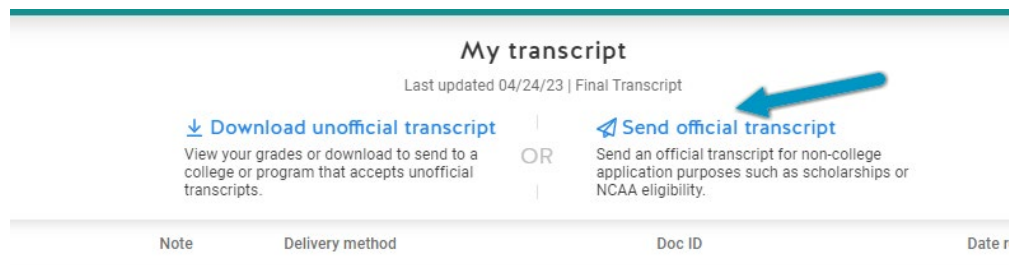 My transcript
Last updated 04/24/23 | Final Transcript
Download unofficial transcript
View your grades or download to send to a
college or program that accepts unofficial
transcripts.
OR
Send official transcript
Send an official transcript for non-college
application purposes such as scholarships or
NCAA eligibility.
Note Delivery method Doc ID Date